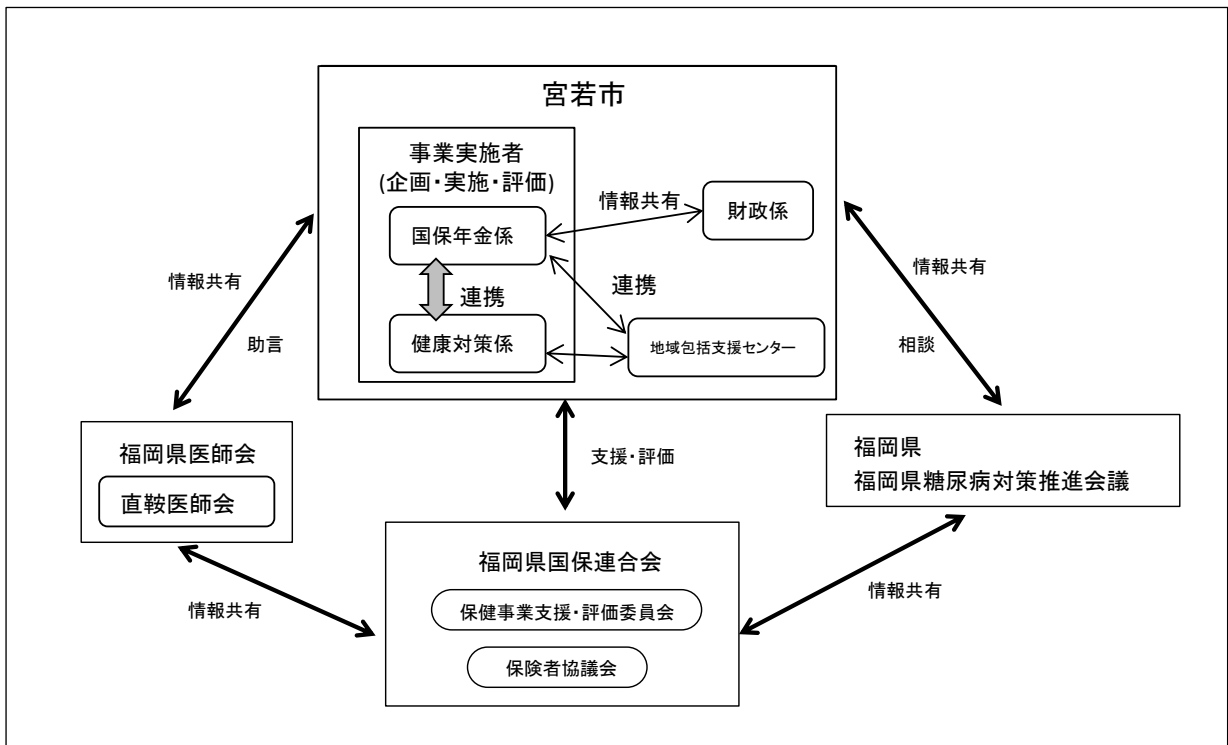 宮若市
事業実施者
(企画・実施・評価)
情報共有
財政係
国保年金係
連携
連携
健康対策係
地域包括支援センター
情報共有
助言
情報共有
相談
福岡県医師会
直鞍医師会
支援・評価
福岡県
福岡県糖尿病対策推進会議
福岡県国保連合会
保健事業支援・評価委員会
保険者協議会
情報共有
情報共有